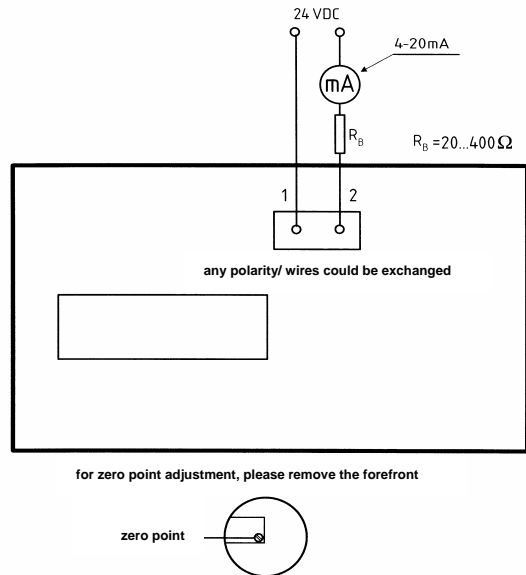 24 VDC
4-20mA
mA
R_B
R_B =20...400Ω
1 2
any polarity/ wires could be exchanged
for zero point adjustment, please remove the forefront
zero point